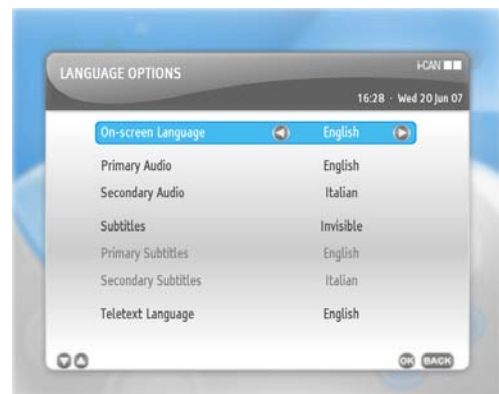 LANGUAGE OPTIONS
i-CAN
16:28 · Wed 20 Jun 07
On-screen Language English
Primary Audio English
Secondary Audio Italian
Subtitles Invisible
Primary Subtitles English
Secondary Subtitles Italian
Teletext Language English
OK BACK